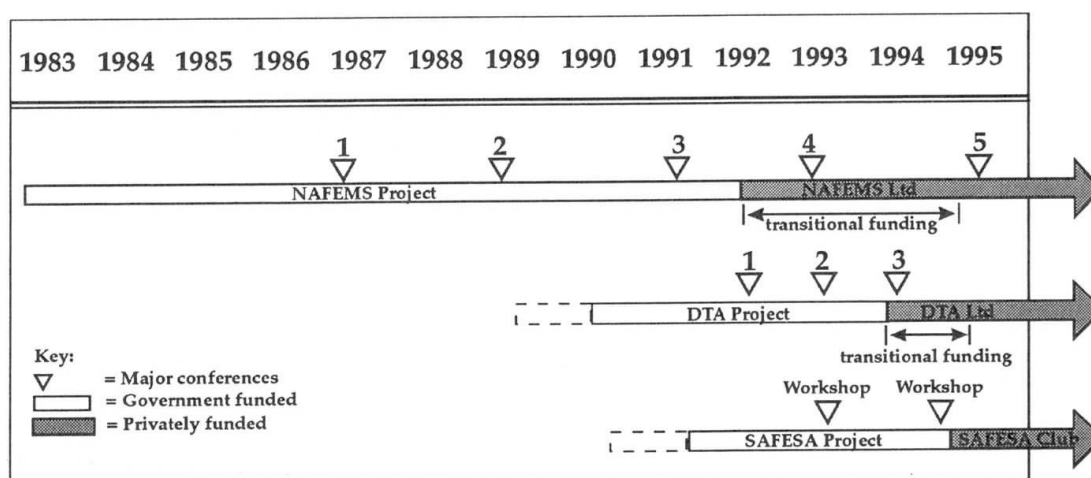 1983 1984 1985 1986 1987 1988 1989 1990 1991 1992 1993 1994 1995
1 2 3 4 5
NAFEMS Project NAFEMS Ltd
transitional funding
1 2 3
DTA Project DTA Ltd
transitional funding
Key:
= Major conferences
= Government funded
= Privately funded
Workshop Workshop
SAFESA Project SAFESA Club